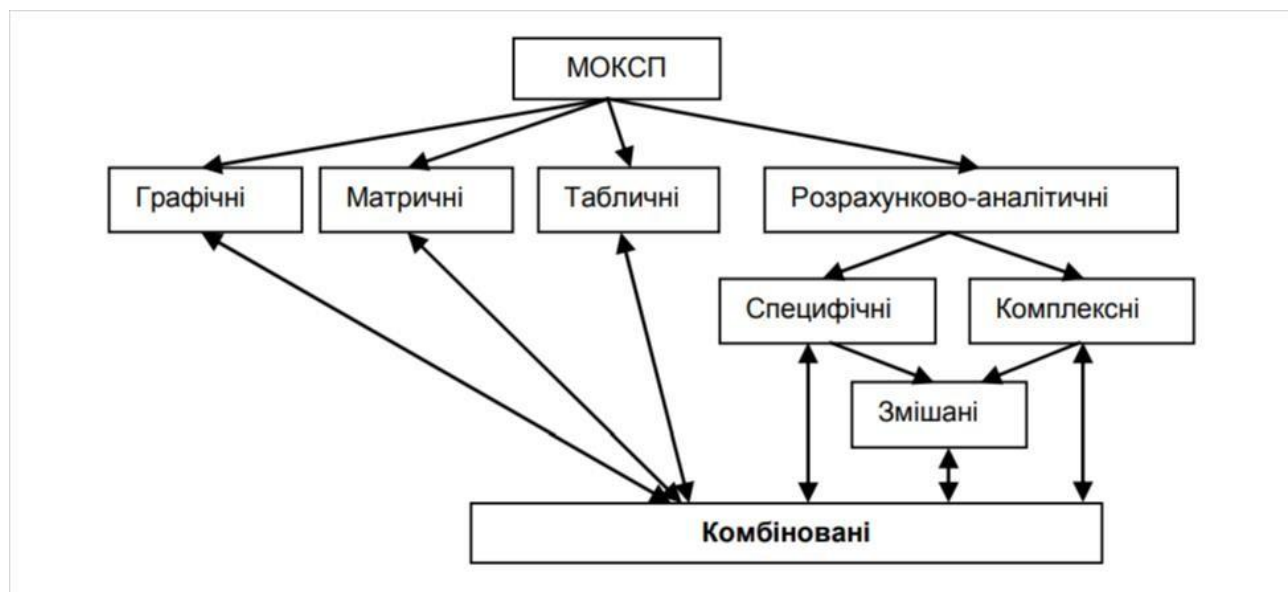 МОКСП
Графічні
Матричні
Табличні
Розрахунково-аналітичні
Специфічні
Комплексні
Змішані
Комбіновані